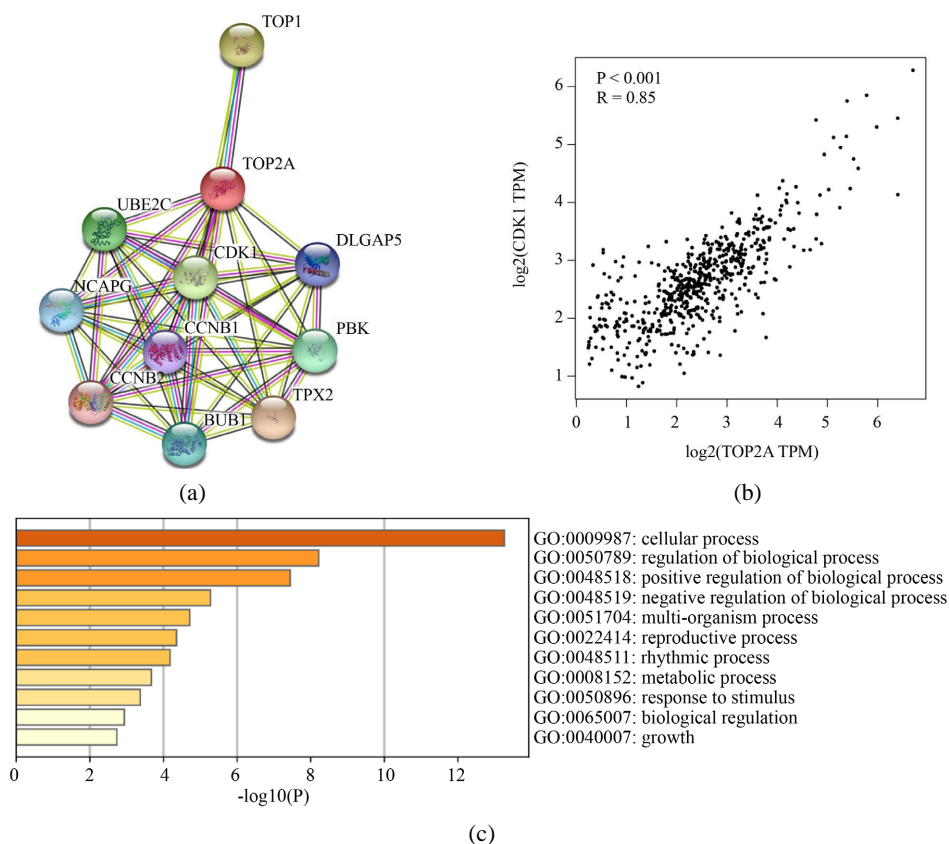 TOP1
TOP2A
UBE2C
DLGAP5
CDK1
NCAPG
CCNB1
PBK
CCNB2
TPX2
BUB1
(a)
P < 0.001
R = 0.85
6
5
4
3
2
1
log2(CDK1 TPM)
0 1 2 3 4 5 6
log2(TOP2A TPM)
(b)
GO:0009987: cellular process
GO:0050789: regulation of biological process
GO:0048518: positive regulation of biological process
GO:0048519: negative regulation of biological process
GO:0051704: multi-organism process
GO:0022414: reproductive process
GO:0048511: rhythmic process
GO:0008152: metabolic process
GO:0050896: response to stimulus
GO:0065007: biological regulation
GO:0040007: growth
0 2 4 6 8 10 12
-log10(P)
(c)